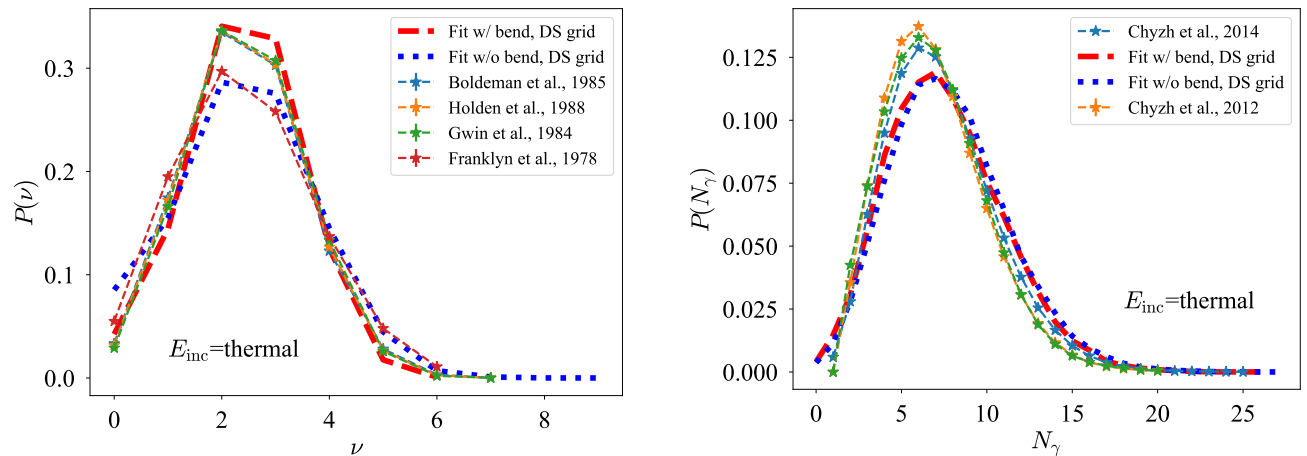 P(ν)
0.3
0.2
0.1
0.0
0
2
4
6
8
ν
Fit w/ bend, DS grid
Fit w/o bend, DS grid
Boldeman et al., 1985
Holden et al., 1988
Gwin et al., 1984
Franklyn et al., 1978
E_inc=thermal
P(N_γ)
0.125
0.100
0.075
0.050
0.025
0.000
0
5
10
15
20
25
N_γ
Chyzh et al., 2014
Fit w/ bend, DS grid
Fit w/o bend, DS grid
Chyzh et al., 2012
E_inc=thermal